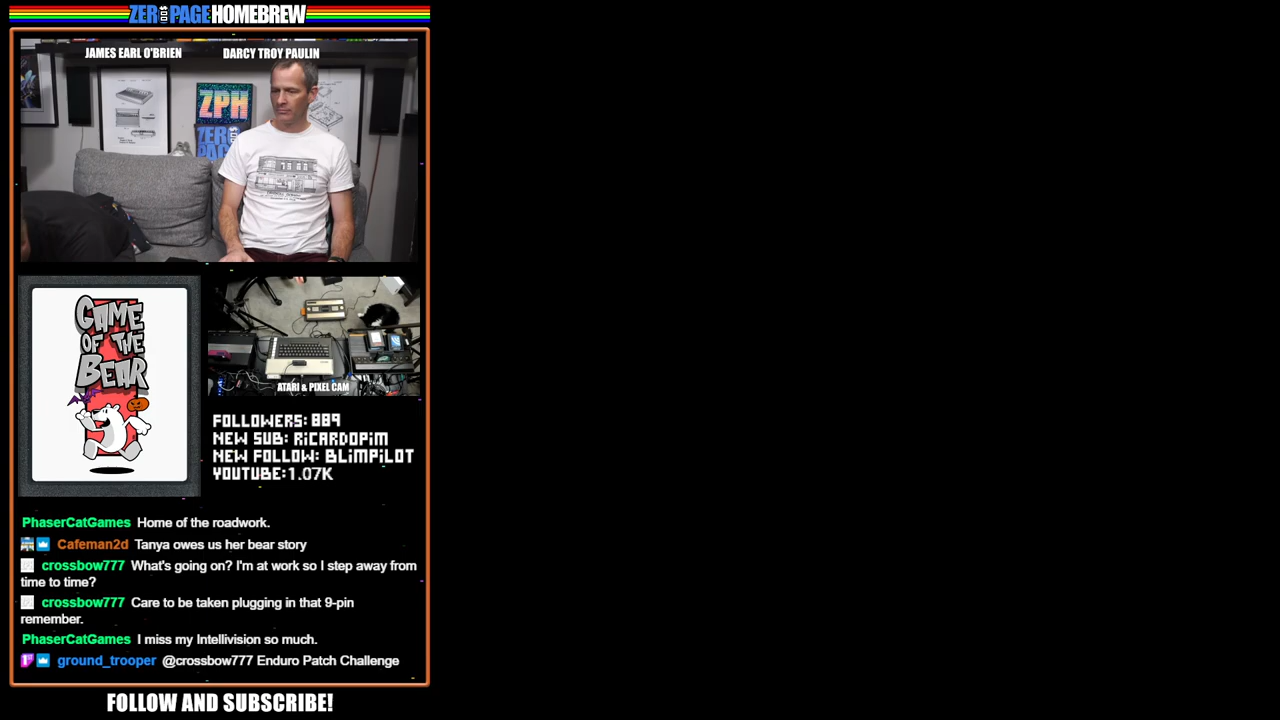 ZER PAGE HOMEBREW
JAMES EARL O'BRIEN
DARCY TROY PAULIN
ZPH
ZERO
PAGE
GAME
OF THE
BEAR
ATARI & PIXEL CAM
FOLLOWERS: 889
NEW SUB: RICARDOPIM
NEW FOLLOW: BLIMPILOT
YOUTUBE:1.07K
PhaserCatGames Home of the roadwork.
Cafeman2d Tanya owes us her bear story
crossbow777 What's going on? I'm at work so I step away from
time to time?
crossbow777 Care to be taken plugging in that 9-pin
remember.
PhaserCatGames I miss my Intellivision so much.
ground_trooper @crossbow777 Enduro Patch Challenge
FOLLOW AND SUBSCRIBE!